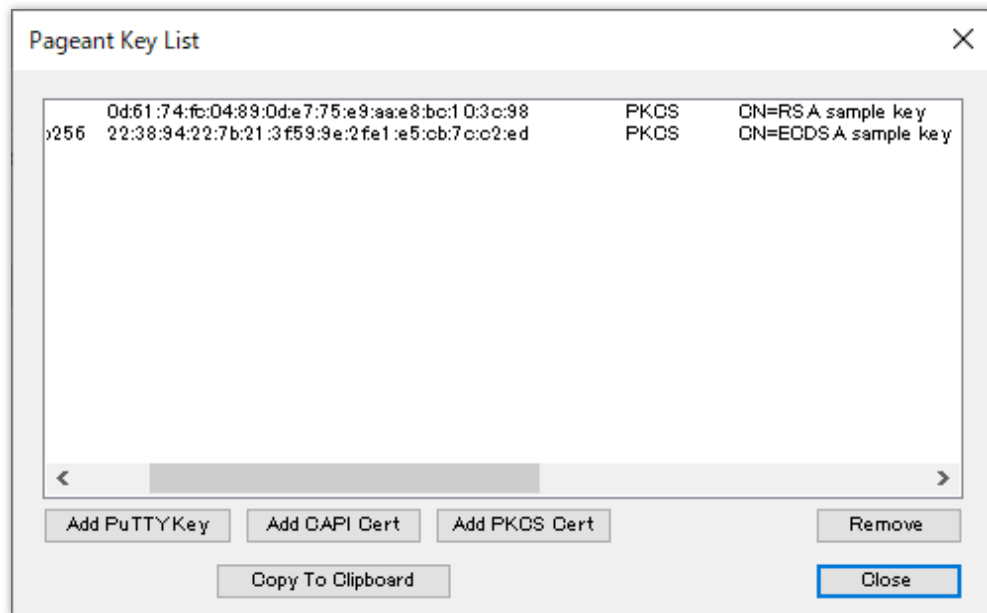 Pageant Key List
0d:61:74:fc:04:89:0d:e7:75:e9:aa:e8:bc:10:3c:98 PKCS CN=RSA sample key
p256 22:38:94:22:7b:21:3f:59:9e:2f:e1:e5:cb:7c:c2:ed PKCS CN=ECDSA sample key
Add PuTTY Key Add CAPI Cert Add PKCS Cert Remove
Copy To Clipboard Close